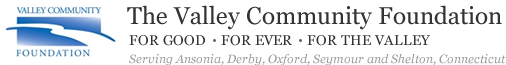 VALLEY COMMUNITY
FOUNDATION
The Valley Community Foundation
FOR GOOD • FOR EVER • FOR THE VALLEY
Serving Ansonia, Derby, Oxford, Seymour and Shelton, Connecticut